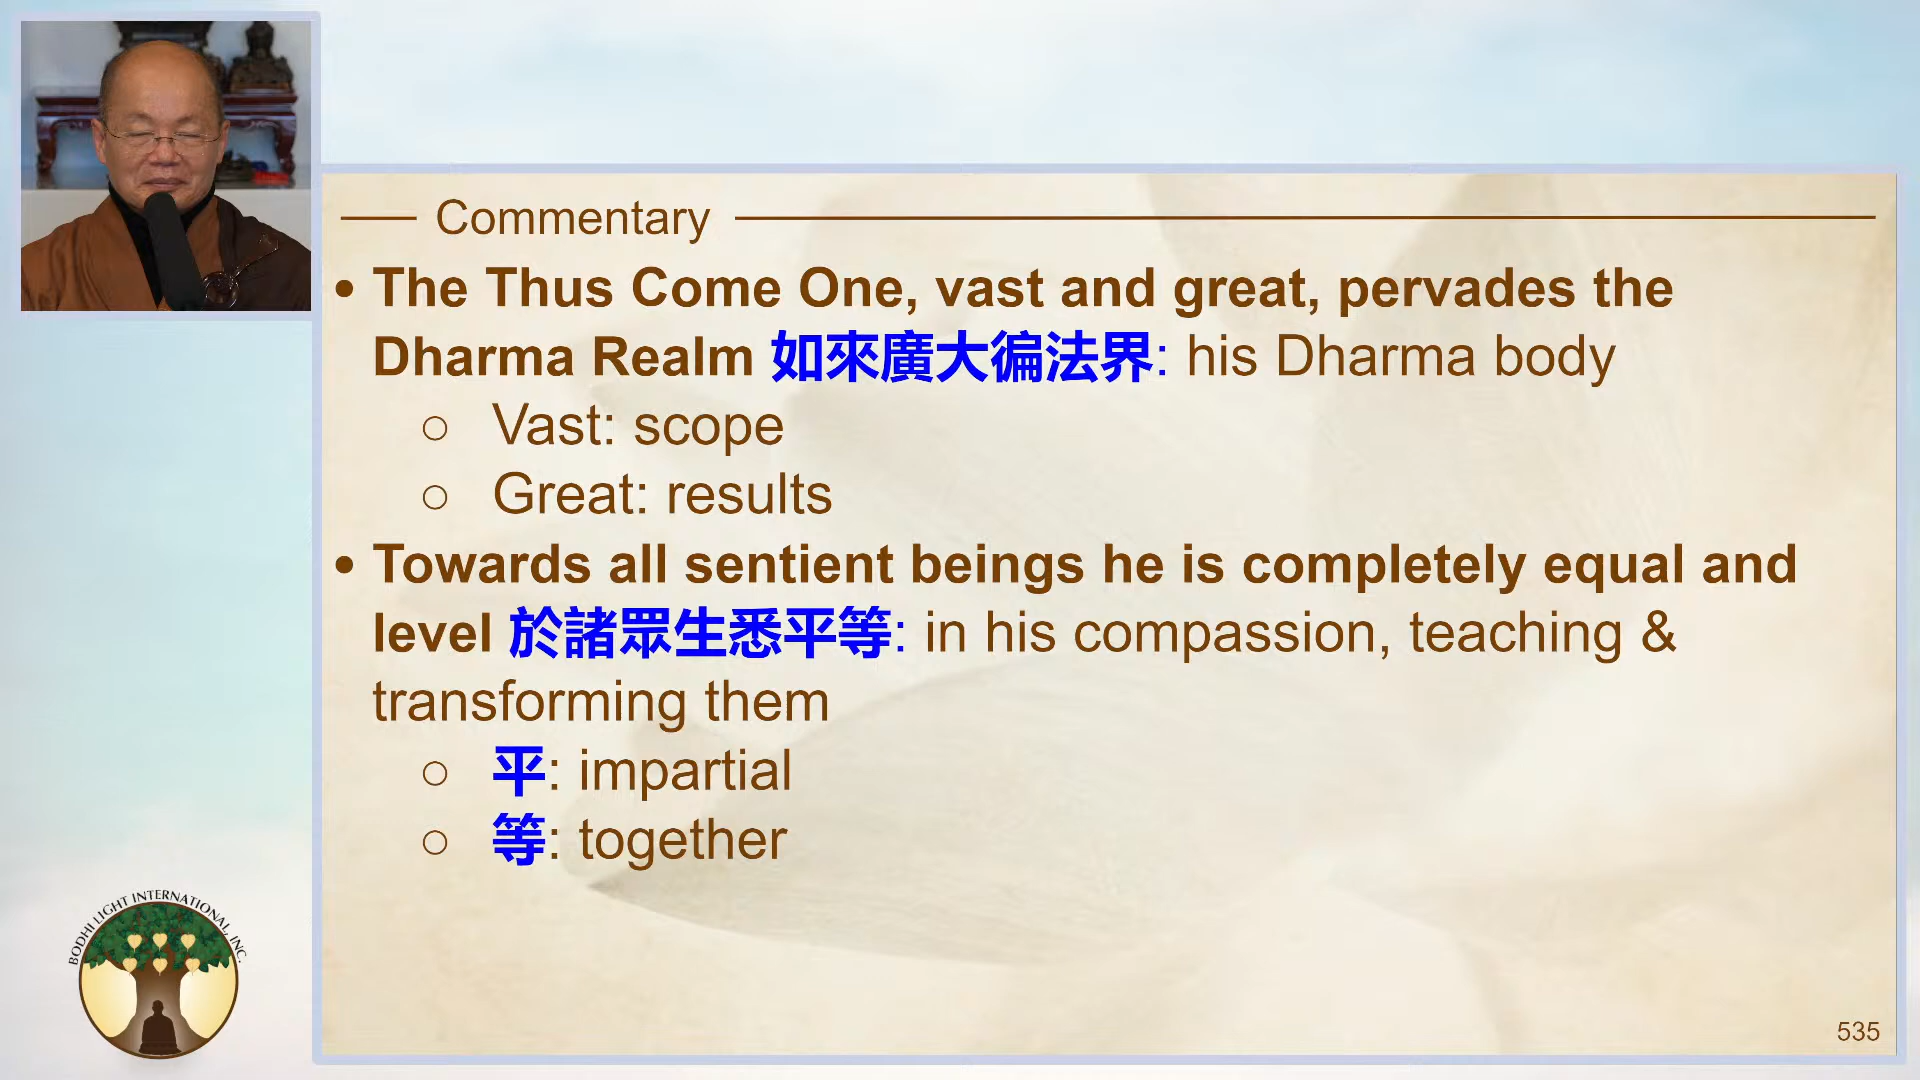 Commentary
• The Thus Come One, vast and great, pervades the
Dharma Realm 如來廣大徧法界: his Dharma body
○ Vast: scope
○ Great: results
• Towards all sentient beings he is completely equal and
level 於諸眾生悉平等: in his compassion, teaching &
transforming them
○ 平: impartial
○ 等: together
BODHI LIGHT INTERNATIONAL, INC.
535